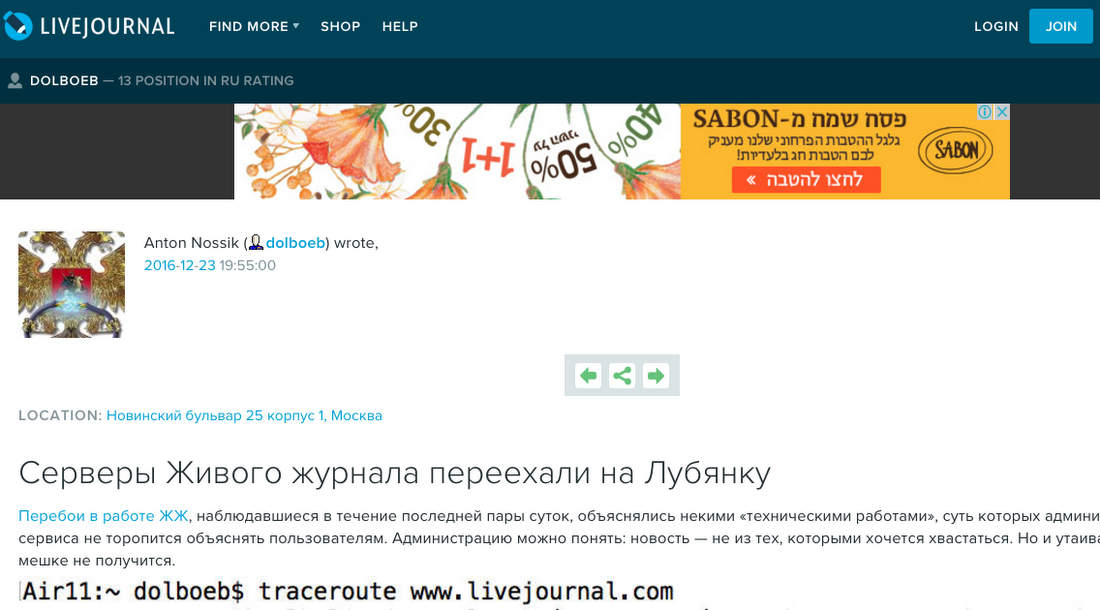 LIVEJOURNAL FIND MORE SHOP HELP LOGIN JOIN
DOLBOEB — 13 POSITION IN RU RATING
30% 1+1 50% על השני 40%
SABON-פסח שמח מ
גלגל ההטבות הפרחוני שלנו מעניק
לכם הטבות חג בלעדיות!
לחצו להטבה »
SABON
Anton Nossik (dolboeb) wrote,
2016-12-23 19:55:00
LOCATION: Новинский бульвар 25 корпус 1, Москва
Серверы Живого журнала переехали на Лубянку
Перебои в работе ЖЖ, наблюдавшиеся в течение последней пары суток, объяснялись некими «техническими работами», суть которых админи
сервиса не торопится объяснять пользователям. Администрацию можно понять: новость — не из тех, которыми хочется хвастаться. Но и утаива
мешке не получится.
Air11:~ dolboeb$ traceroute www.livejournal.com